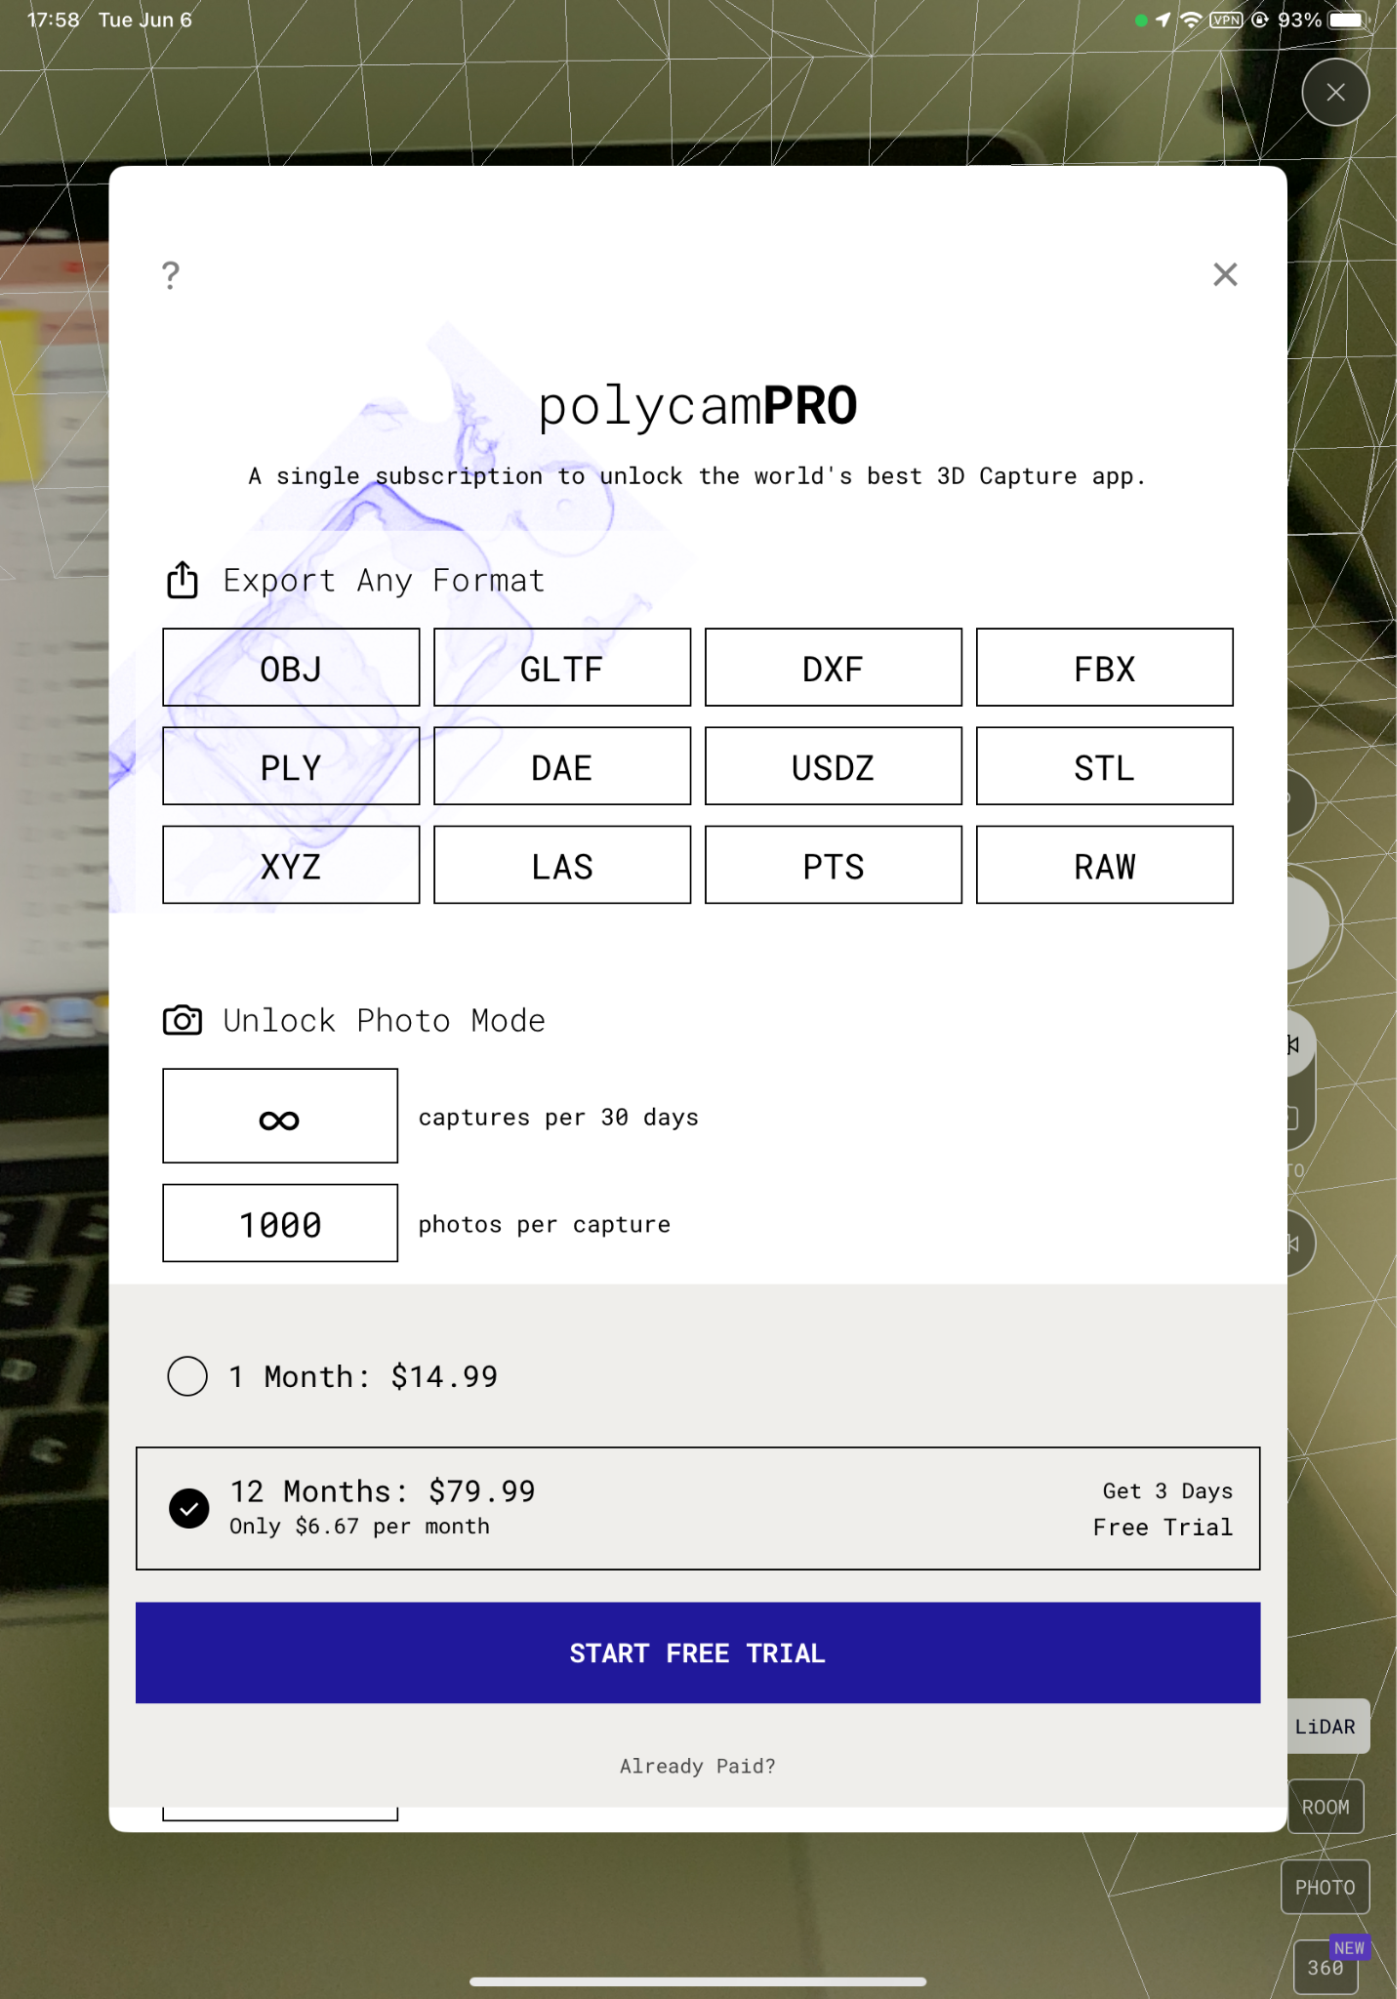 17:58 Tue Jun 6
VPN 93%
?
polycamPRO
A single subscription to unlock the world's best 3D Capture app.
Export Any Format
OBJ GLTF DXF FBX
PLY DAE USDZ STL
XYZ LAS PTS RAW
Unlock Photo Mode
∞ captures per 30 days
1000 photos per capture
1 Month: $14.99
12 Months: $79.99
Only $6.67 per month
Get 3 Days
Free Trial
START FREE TRIAL
Already Paid?
LiDAR
ROOM
PHOTO
NEW
360